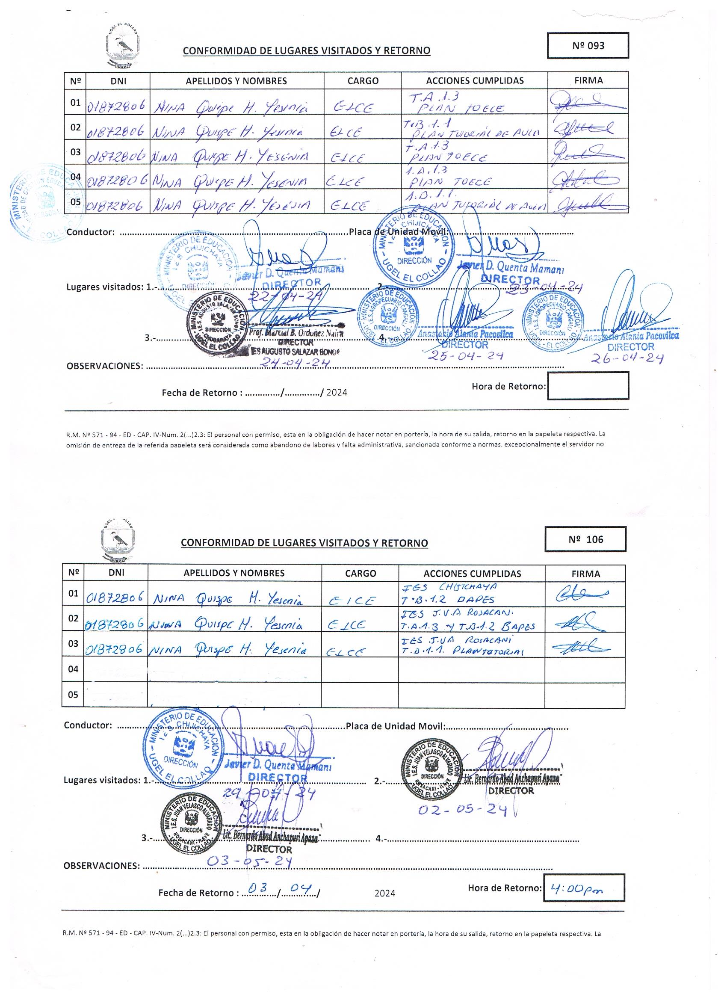 UGEL EL COLLAO
ILAVE
CONFORMIDAD DE LUGARES VISITADOS Y RETORNO
Nº 093
Nº DNI APELLIDOS Y NOMBRES CARGO ACCIONES CUMPLIDAS FIRMA
01 01872806 NINA Quispe H. Yesenia EICE T.A.1.3 PLAN TOECE
02 01872806 NINA Quispe H. Yesenia EICE T.B.1.1 PLAN TUTORIAL DE AULA
03 01872806 NINA QUISPE H. YESENIA EICE T.A.1.3 PLAN TOECE
04 01872806 NINA QUISPE H. YESENIA EICE 1.A.1.3 PLAN TOECE
05 01872806 NINA QUISPE H. YESENIA EICE 1.B.1.1. PLAN TUTORIAL DE AULA
MINISTERIO DE EDUCACIÓN
PERSONAL
EL COLLAO
Conductor: Placa de Unidad Movil:
MINISTERIO DE EDUCACION I.E.S. CHIJICHAYA DIRECCIÓN UGEL EL COLLAO
Javier D. Quenta Mamani
DIRECTOR
MINISTERIO DE EDUCACION I.E.S. CHIJICHAYA DIRECCIÓN UGEL EL COLLAO
Javier D. Quenta Mamani
DIRECTOR
Lugares visitados: 1.- 2.-
22-04-24
23-04-24
MINISTERIO DE EDUCACION I.E.S. AUGUSTO SALAZAR BONDY DIRECCIÓN UGEL EL COLLAO
Prof. Marcial B. Orduñez Naira
DIRECTOR
IES AUGUSTO SALAZAR BONDY
24-04-24
MINISTERIO DE EDUCACIÓN I.E.S. AGROPECUARIO CANGALLI DIRECCIÓN UGEL EL COLLAO
Anastacio Alania Pacovilca
DIRECTOR
25-04-24
MINISTERIO DE EDUCACIÓN I.E.S. AGROPECUARIO CANGALLI DIRECCIÓN UGEL - EL COLLAO
Anastacio Alania Pacovilca
DIRECTOR
26-04-24
3.- 4.-
OBSERVACIONES:
Fecha de Retorno : / / 2024 Hora de Retorno:
R.M. Nº 571 - 94 - ED - CAP. IV-Num. 2(...)2.3: El personal con permiso, esta en la obligación de hacer notar en portería, la hora de su salida, retorno en la papeleta respectiva. La
omisión de entrega de la referida papeleta será considerada como abandono de labores y falta administrativa, sancionada conforme a normas, excepcionalmente el servidor no
ILAVE
CONFORMIDAD DE LUGARES VISITADOS Y RETORNO
Nº 106
Nº DNI APELLIDOS Y NOMBRES CARGO ACCIONES CUMPLIDAS FIRMA
01 01872806 NINA Quispe H. Yesenia EICE IES CHIJICHAYA T.B.1.2 BAPES
02 01872806 NINA QUISPE H. Yesenia EICE IES J.V.A ROSACANI T.A.1.3 y T.B.1.2 BAPES
03 01872806 NINA QUISPE H. Yesenia EICE IES J.VA ROSACANI T.B.1.1. PLAN TUTORIAL
04
05
Conductor: Placa de Unidad Movil:
MINISTERIO DE EDUCACION I.E.S. CHIJICHAYA DIRECCIÓN UGEL EL COLLAO
Javier D. Quenta Mamani
DIRECTOR
29-04-24
MINISTERIO DE EDUCACIÓN I.E.S. JUAN VELASCO ALVARADO DIRECCIÓN ROSACANI - ILAVE UGEL EL COLLAO
Lic. Bernardo Abad Anchapuri Apaza
DIRECTOR
02-05-24
Lugares visitados: 1.- 2.-
MINISTERIO DE EDUCACIÓN I.E.S. JUAN VELASCO ALVARADO DIRECCIÓN ROSACANI - ILAVE UGEL EL COLLAO
Lic. Bernardo Abad Anchapuri Apaza
DIRECTOR
03-05-24
3.- 4.-
OBSERVACIONES:
Fecha de Retorno : 03 / 04 / 2024 Hora de Retorno: 4:00pm
R.M. Nº 571 - 94 - ED - CAP. IV-Num. 2(...)2.3: El personal con permiso, esta en la obligación de hacer notar en portería, la hora de su salida, retorno en la papeleta respectiva. La